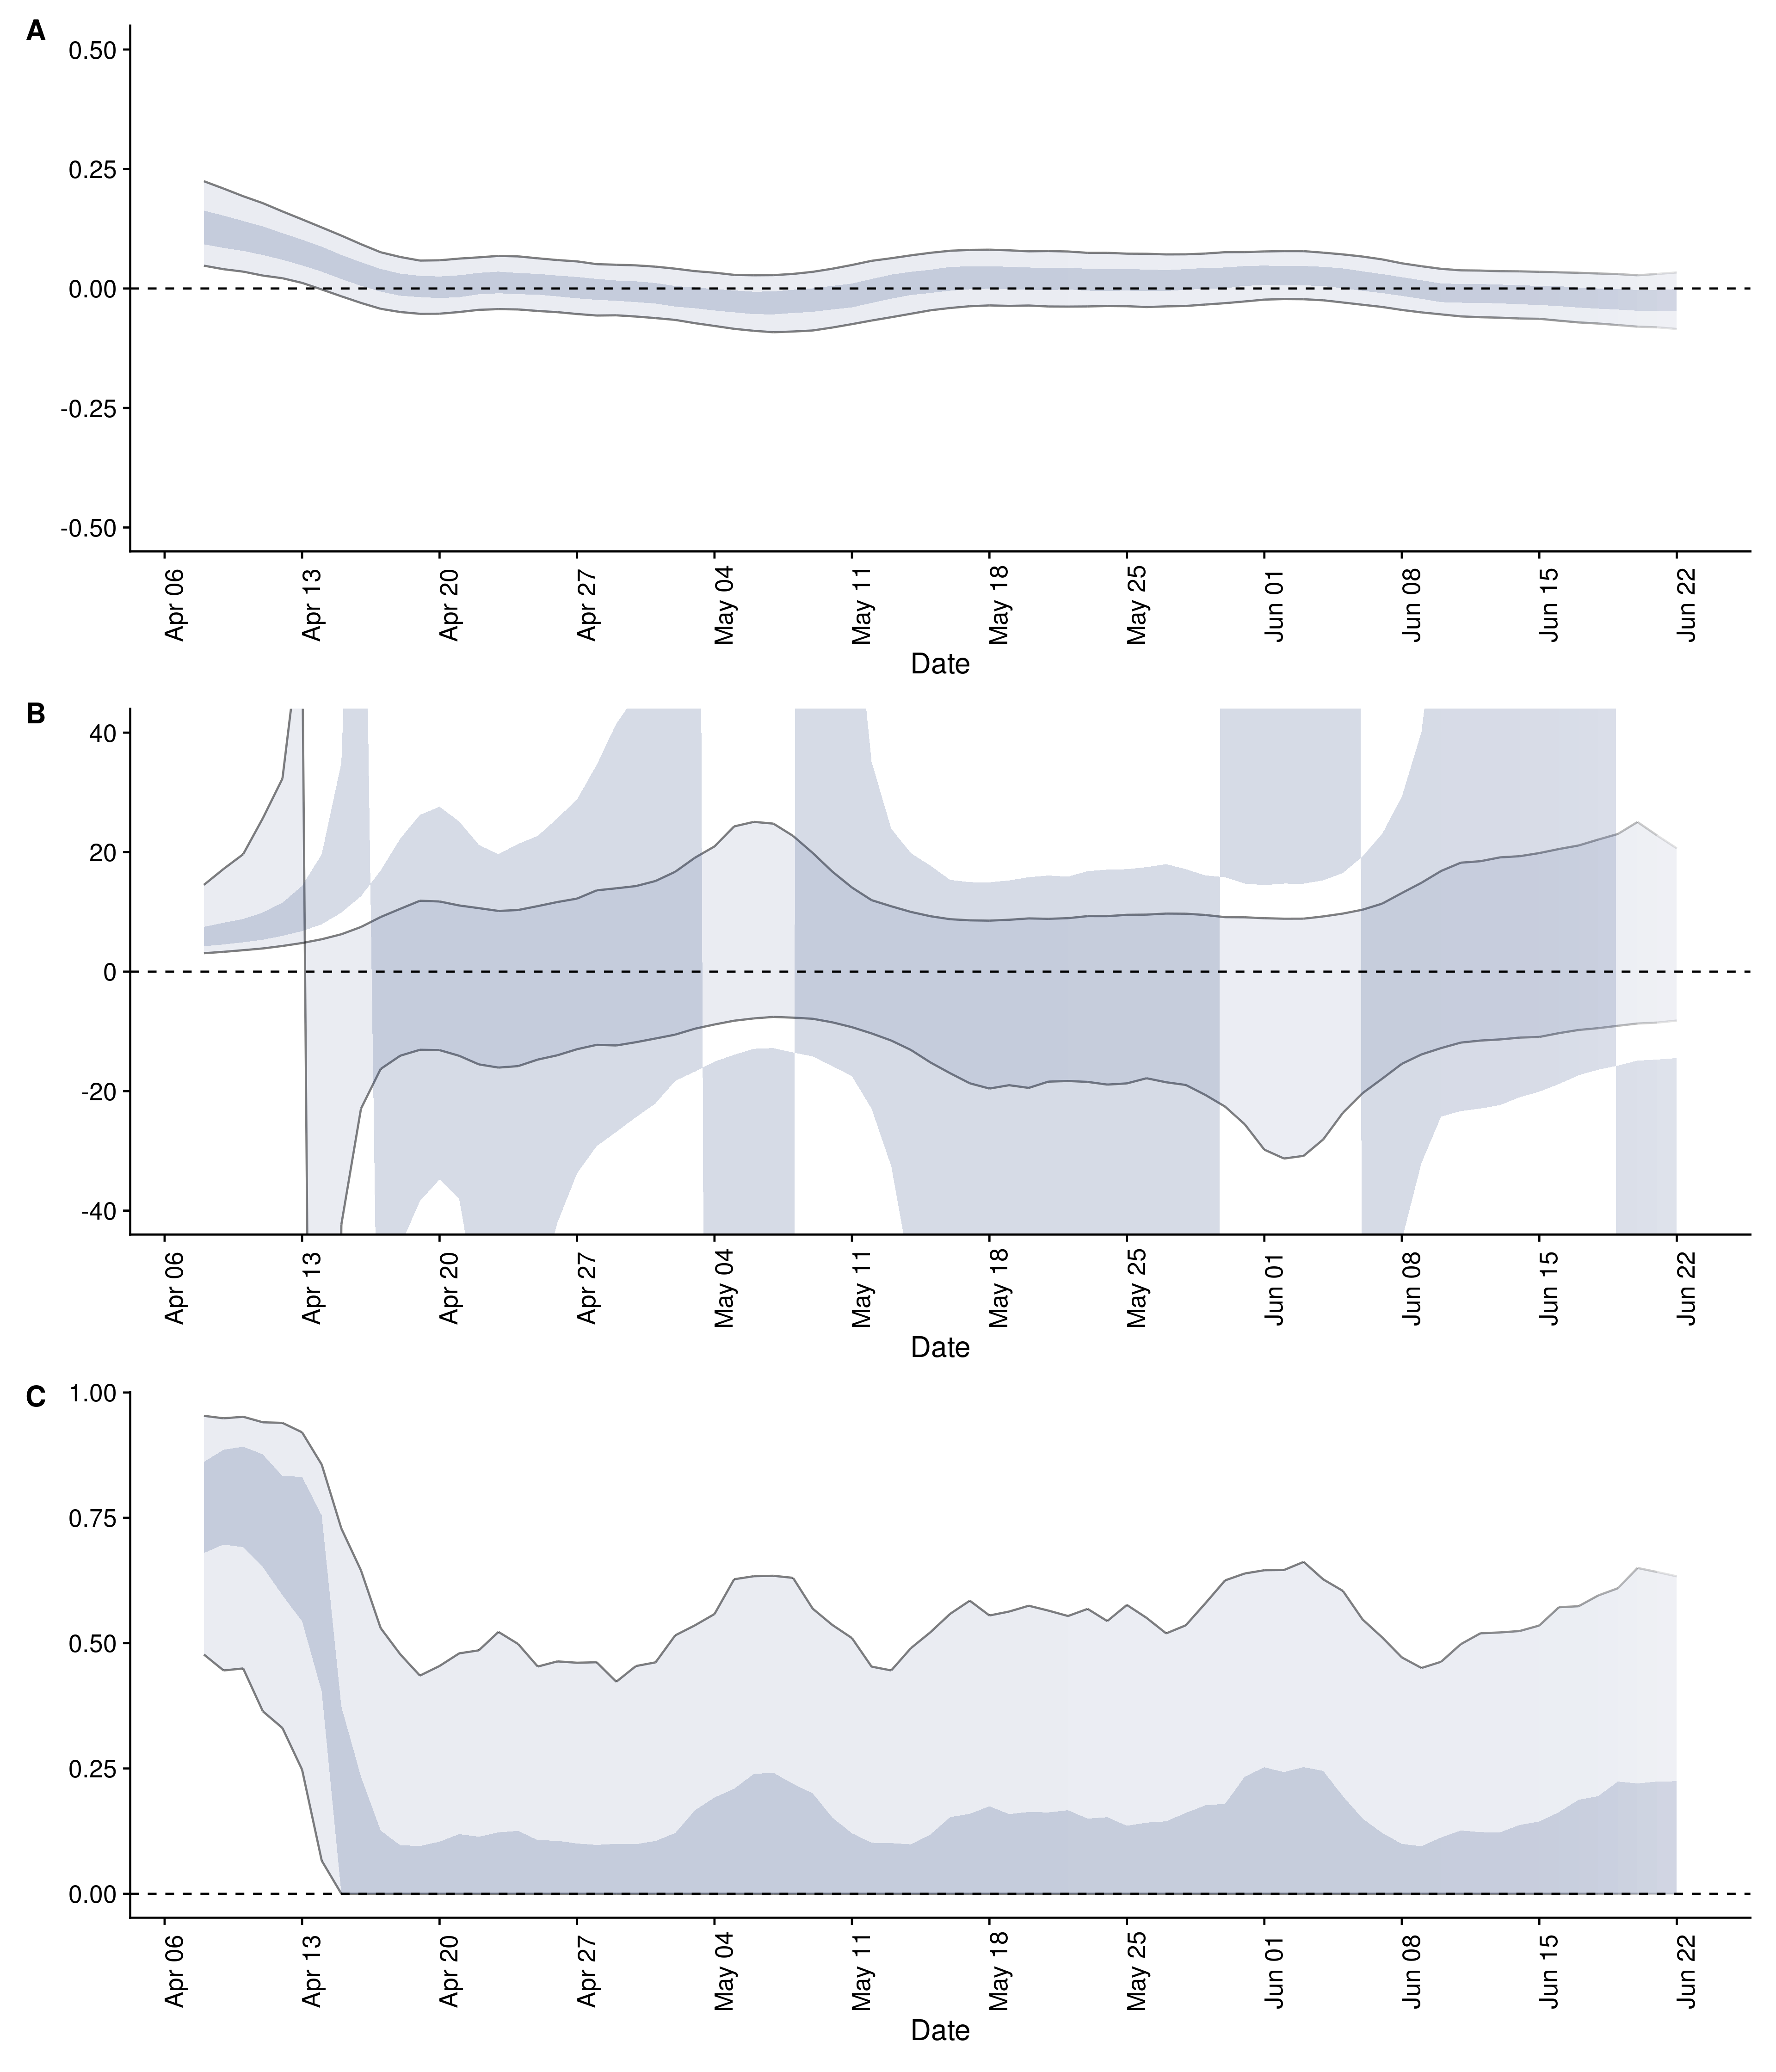 A
0.50
0.25
0.00
-0.25
-0.50
Apr 06
Apr 13
Apr 20
Apr 27
May 04
May 11
May 18
May 25
Jun 01
Jun 08
Jun 15
Jun 22
Date
B
40
20
0
-20
-40
Apr 06
Apr 13
Apr 20
Apr 27
May 04
May 11
May 18
May 25
Jun 01
Jun 08
Jun 15
Jun 22
Date
C
1.00
0.75
0.50
0.25
0.00
Apr 06
Apr 13
Apr 20
Apr 27
May 04
May 11
May 18
May 25
Jun 01
Jun 08
Jun 15
Jun 22
Date